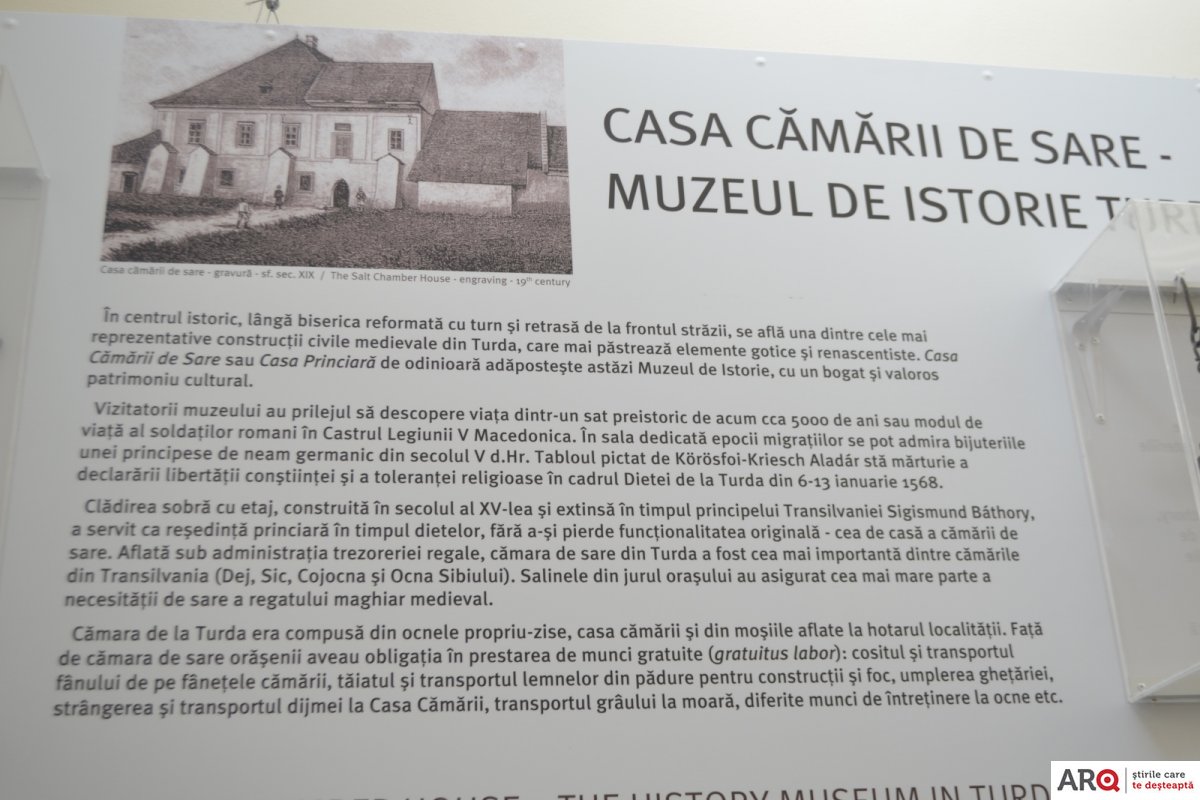 CASA CĂMĂRII DE SARE -
MUZEUL DE ISTORIE TURDA
Casa cămării de sare - gravură - sf. sec. XIX / The Salt Chamber House - engraving - 19th century
În centrul istoric, lângă biserica reformată cu turn și retrasă de la frontul străzii, se află una dintre cele mai
reprezentative construcții civile medievale din Turda, care mai păstrează elemente gotice și renascentiste. Casa
Cămării de Sare sau Casa Princiară de odinioară adăpostește astăzi Muzeul de Istorie, cu un bogat și valoros
patrimoniu cultural.
Vizitatorii muzeului au prilejul să descopere viața dintr-un sat preistoric de acum cca 5000 de ani sau modul de
viață al soldaților romani în Castrul Legiunii V Macedonica. În sala dedicată epocii migrațiilor se pot admira bijuteriile
unei principese de neam germanic din secolul V d.Hr. Tabloul pictat de Körösfoi-Kriesch Aladár stă mărturie a
declarării libertății conștiinței și a toleranței religioase în cadrul Dietei de la Turda din 6-13 ianuarie 1568.
Clădirea sobră cu etaj, construită în secolul al XV-lea și extinsă în timpul principelui Transilvaniei Sigismund Báthory,
a servit ca reședință princiară în timpul dietelor, fără a-și pierde funcționalitatea originală - cea de casă a cămării de
sare. Aflată sub administrația trezoreriei regale, cămara de sare din Turda a fost cea mai importantă dintre cămările
din Transilvania (Dej, Sic, Cojocna și Ocna Sibiului). Salinele din jurul orașului au asigurat cea mai mare parte a
necesității de sare a regatului maghiar medieval.
Cămara de la Turda era compusă din ocnele propriu-zise, casa cămării și din moșiile aflate la hotarul localității. Față
de cămara de sare orășenii aveau obligația în prestarea de munci gratuite (gratuitus labor): cositul și transportul
fânului de pe fânețele cămării, tăiatul și transportul lemnelor din pădure pentru construcții și foc, umplerea ghețăriei,
strângerea și transportul dijmei la Casa Cămării, transportul grâului la moară, diferite munci de întreținere la ocne etc.
HOUSE - THE HISTORY MUSEUM IN TURD
ARQ știrile care
te deșteaptă